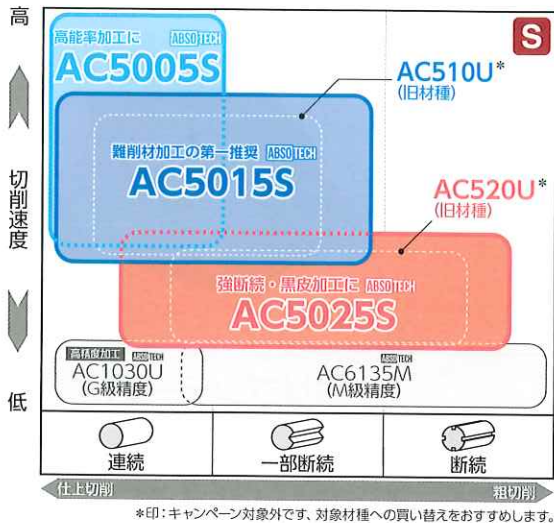 高
切削速度
低
S
高能率加工に ABSOTECH
AC5005S
AC510U*
(旧材種)
難削材加工の第一推奨 ABSOTECH
AC5015S
AC520U*
(旧材種)
強断続・黒皮加工に ABSOTECH
AC5025S
高精度加工 ABSOTECH
AC1030U
(G級精度)
ABSOTECH
AC6135M
(M級精度)
連続
一部断続
断続
仕上切削
粗切削
*印：キャンペーン対象外です、対象材種への買い替えをおすすめします。